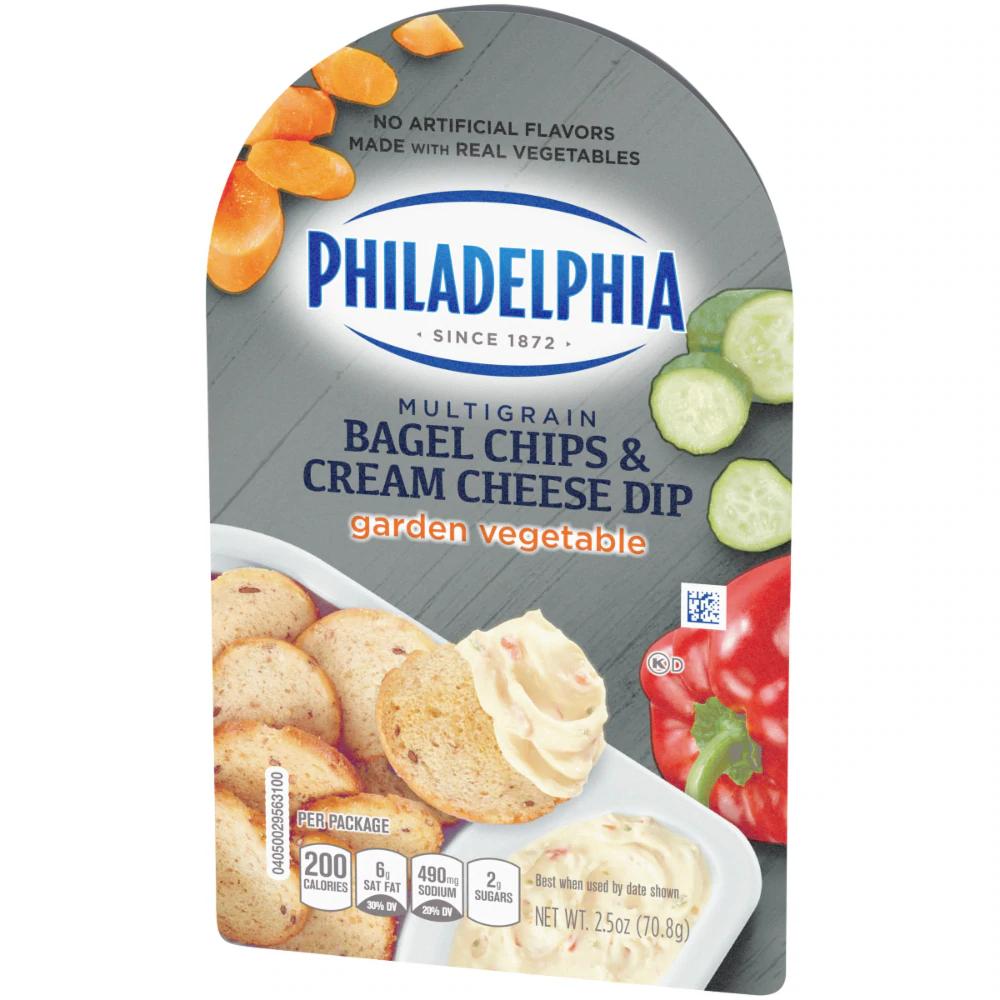 NO ARTIFICIAL FLAVORS
MADE WITH REAL VEGETABLES
PHILADELPHIA
SINCE 1872
MULTIGRAIN
BAGEL CHIPS &
CREAM CHEESE DIP
garden vegetable
K D
04050029563100
PER PACKAGE
200
CALORIES
6g
SAT FAT
30% DV
490mg
SODIUM
20% DV
2g
SUGARS
Best when used by date shown
NET WT. 2.5oz (70.8g)